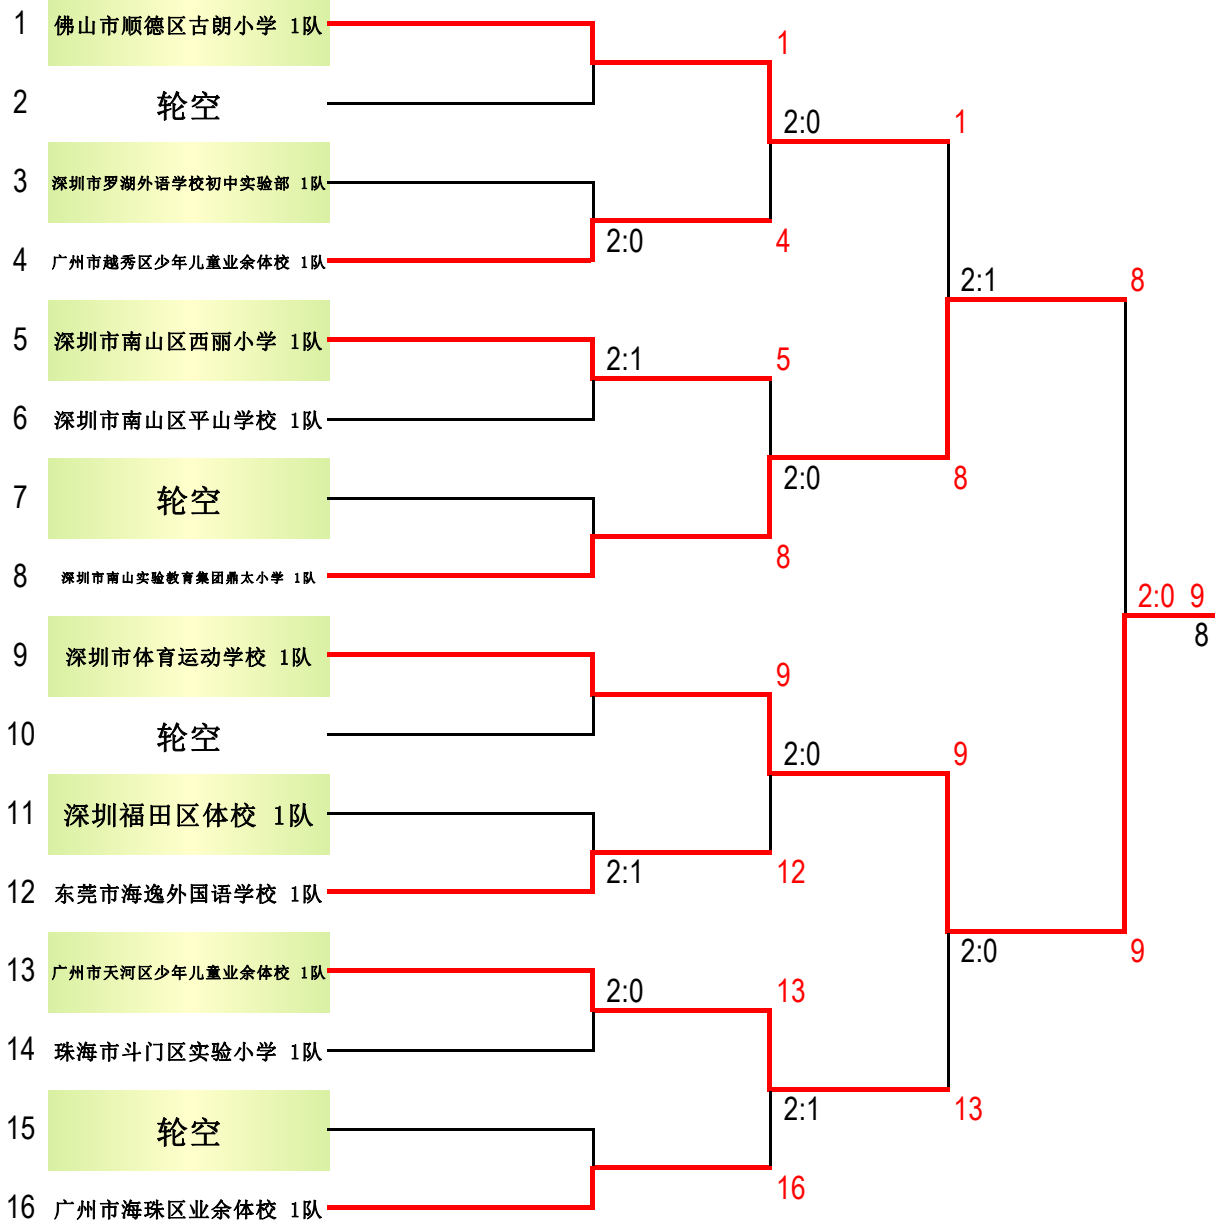 1 佛山市顺德区古朗小学 1队
1
2 轮空
2:0
1
3 深圳市罗湖外语学校初中实验部 1队
2:0
4
4 广州市越秀区少年儿童业余体校 1队
2:1
8
5 深圳市南山区西丽小学 1队
2:1
5
6 深圳市南山区平山学校 1队
2:0
8
7 轮空
8
8 深圳市南山实验教育集团鼎太小学 1队
2:0 9
8
9 深圳市体育运动学校 1队
9
10 轮空
2:0
9
11 深圳福田区体校 1队
2:1
12
12 东莞市海逸外国语学校 1队
2:0
9
13 广州市天河区少年儿童业余体校 1队
2:0
13
14 珠海市斗门区实验小学 1队
2:1
13
15 轮空
16
16 广州市海珠区业余体校 1队